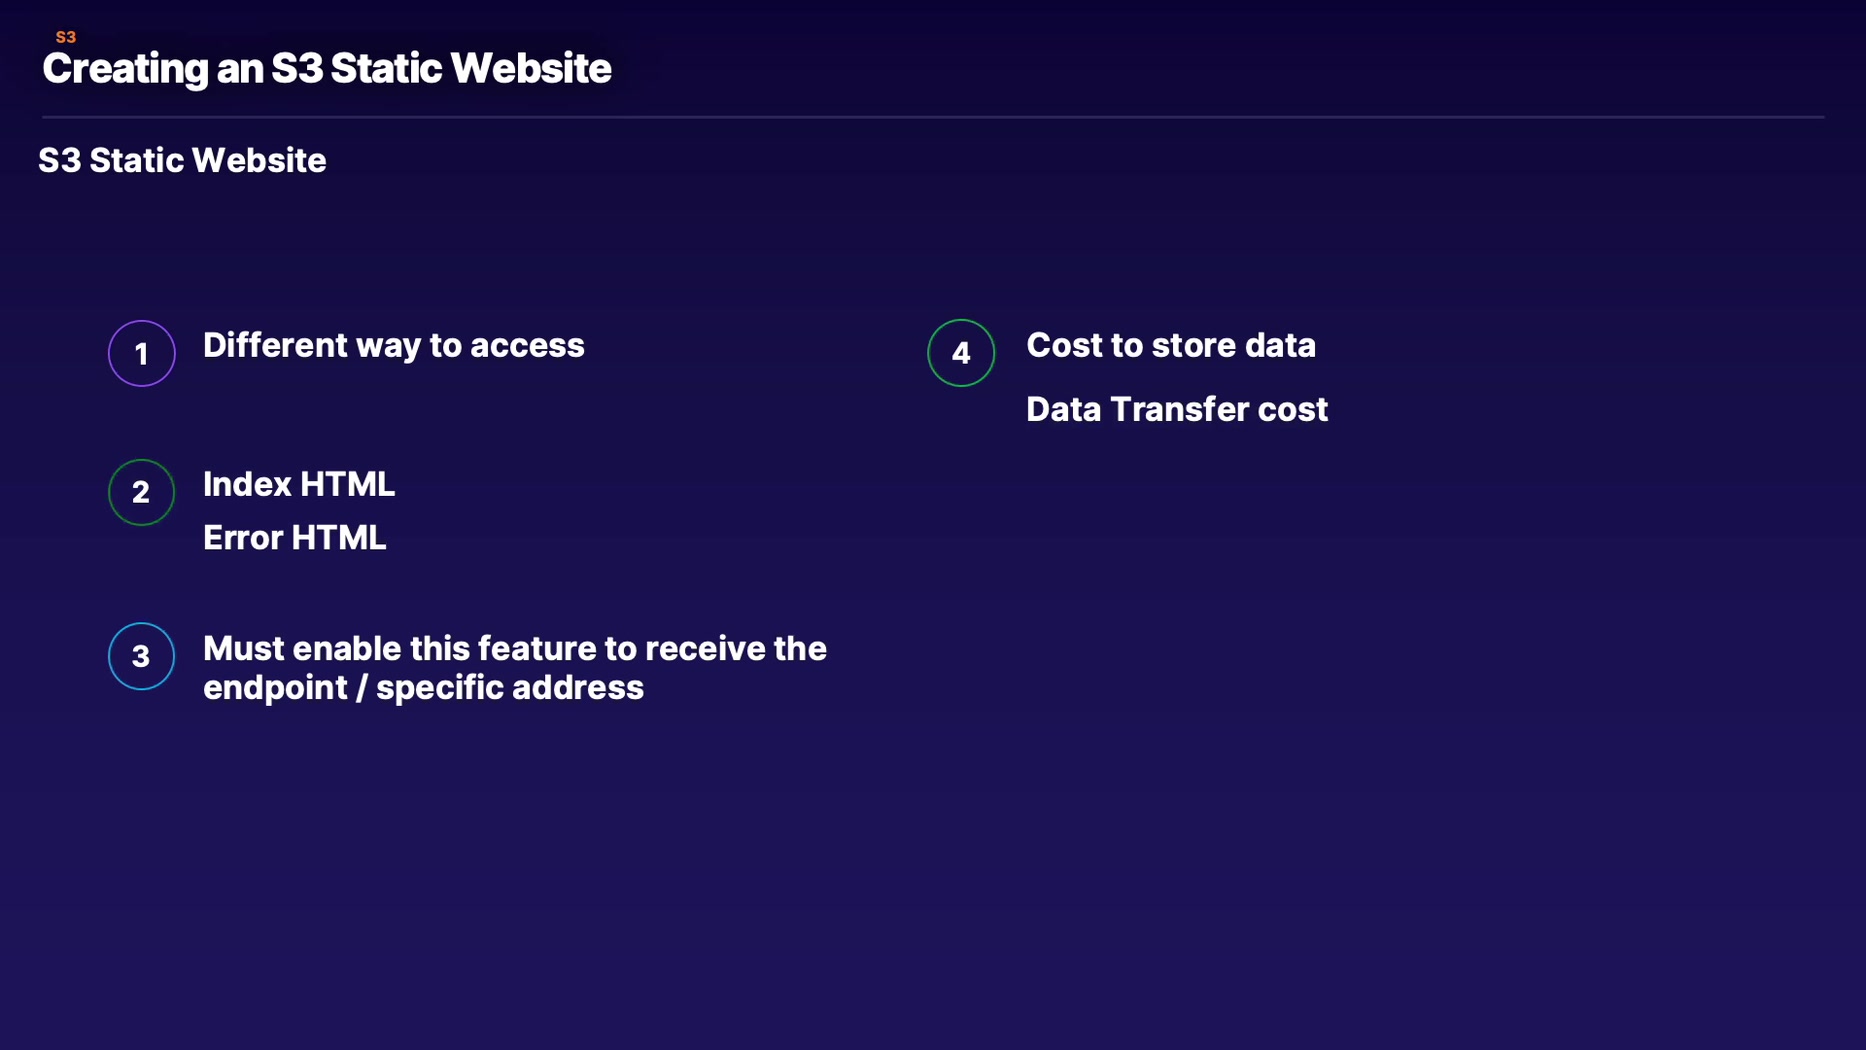 S3
Creating an S3 Static Website
S3 Static Website
1
Different way to access
2
Index HTML
Error HTML
3
Must enable this feature to receive the
endpoint / specific address
4
Cost to store data
Data Transfer cost